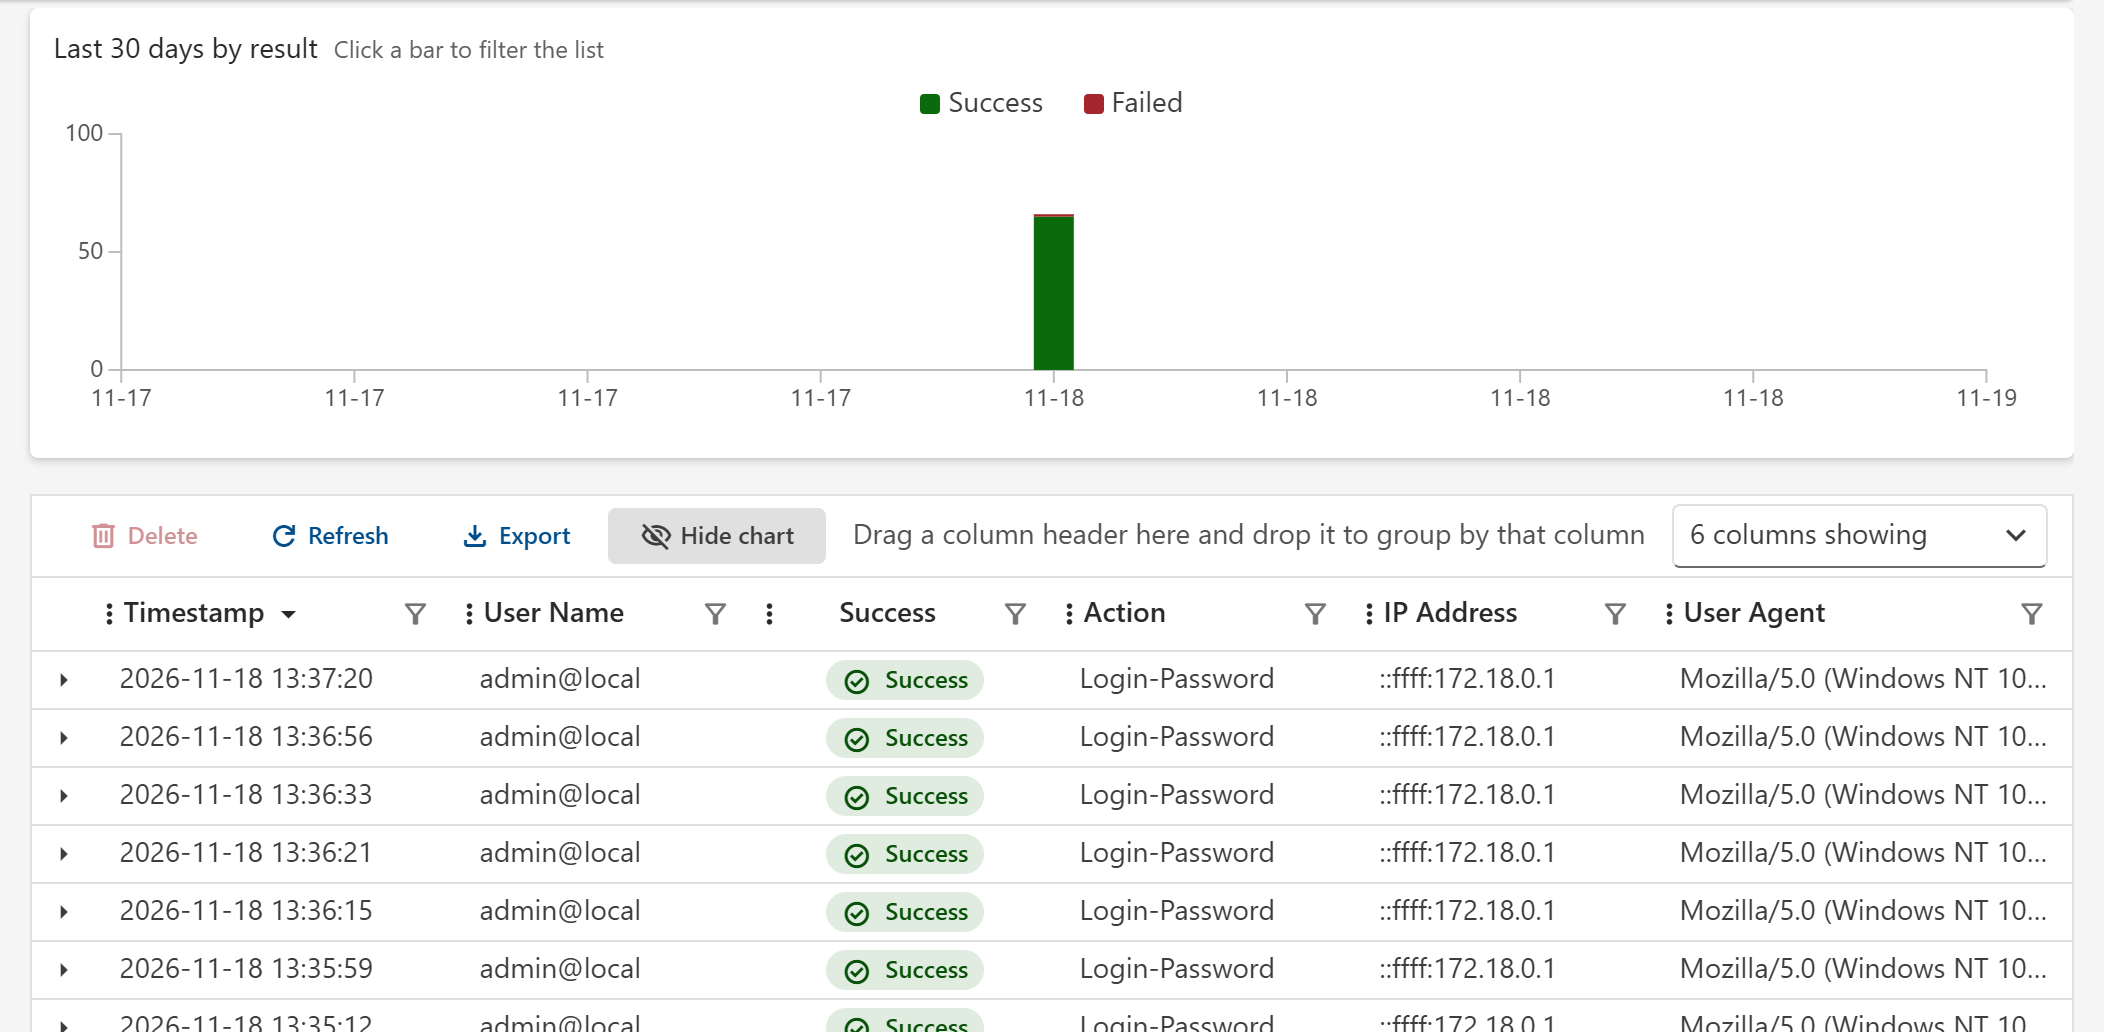 Last 30 days by result Click a bar to filter the list
Success Failed
100
50
0
11-17 11-17 11-17 11-17 11-18 11-18 11-18 11-18 11-19
Delete Refresh Export Hide chart Drag a column header here and drop it to group by that column 6 columns showing
Timestamp User Name Success Action IP Address User Agent
2026-11-18 13:37:20 admin@local Success Login-Password ::ffff:172.18.0.1 Mozilla/5.0 (Windows NT 10...
2026-11-18 13:36:56 admin@local Success Login-Password ::ffff:172.18.0.1 Mozilla/5.0 (Windows NT 10...
2026-11-18 13:36:33 admin@local Success Login-Password ::ffff:172.18.0.1 Mozilla/5.0 (Windows NT 10...
2026-11-18 13:36:21 admin@local Success Login-Password ::ffff:172.18.0.1 Mozilla/5.0 (Windows NT 10...
2026-11-18 13:36:15 admin@local Success Login-Password ::ffff:172.18.0.1 Mozilla/5.0 (Windows NT 10...
2026-11-18 13:35:59 admin@local Success Login-Password ::ffff:172.18.0.1 Mozilla/5.0 (Windows NT 10...
2026-11-18 13:35:12 admin@local Success Login-Password ::ffff:172.18.0.1 Mozilla/5.0 (Windows NT 10...